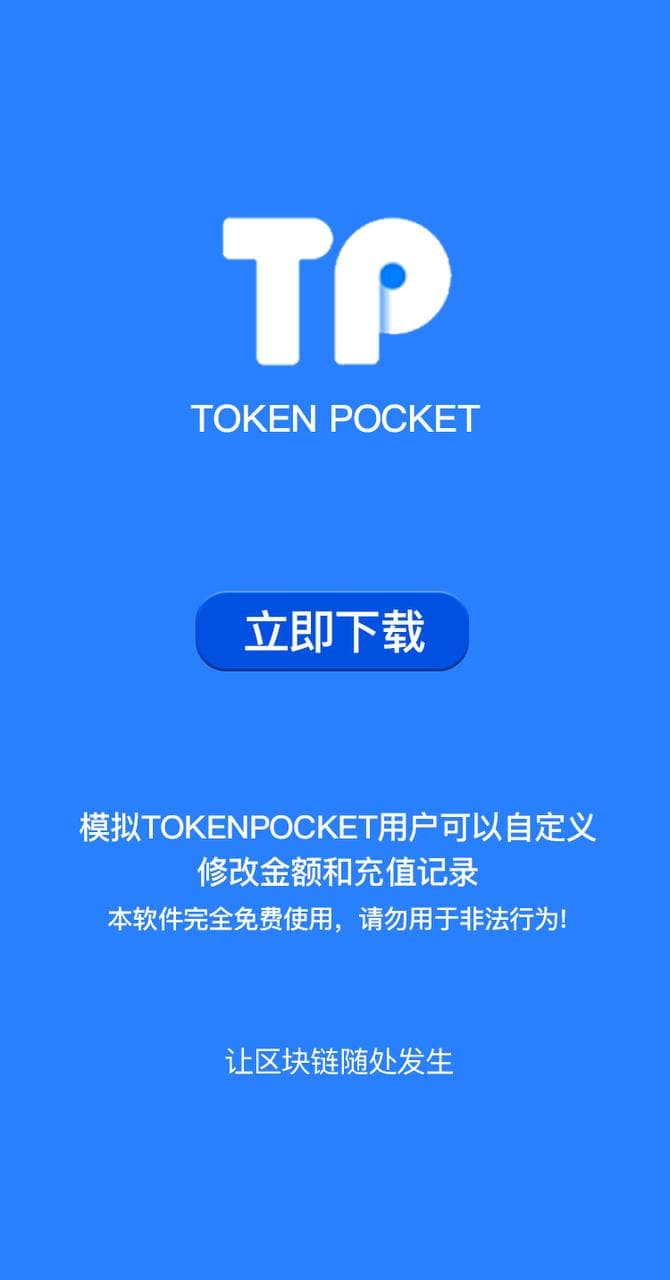 TP
TOKEN POCKET
立即下载
模拟TOKENPOCKET用户可以自定义
修改金额和充值记录
本软件完全免费使用，请勿用于非法行为!
让区块链随处发生